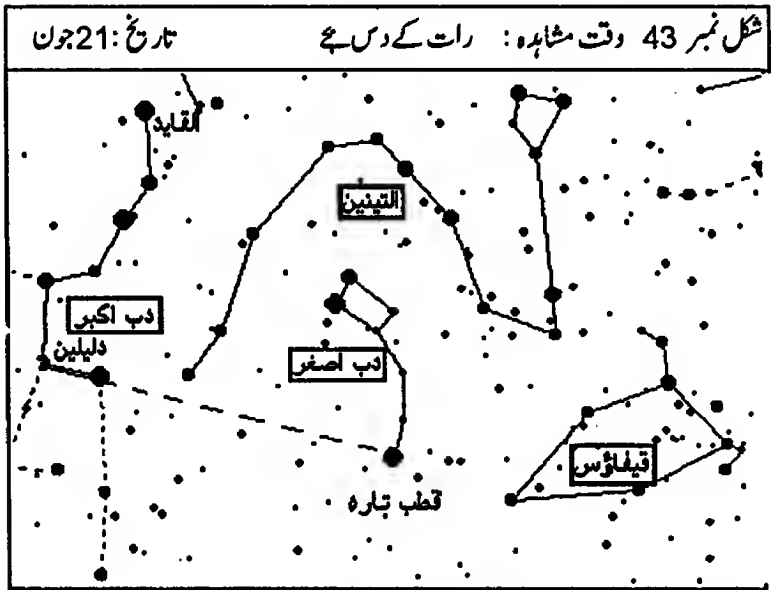 شکل نمبر 43 وقت مشاہدہ: رات کے دس بجے تاریخ: 21 جون
القاید
التینین
دب اکبر
دلیلین
دب اصغر
قیفاؤس
قطب تارہ